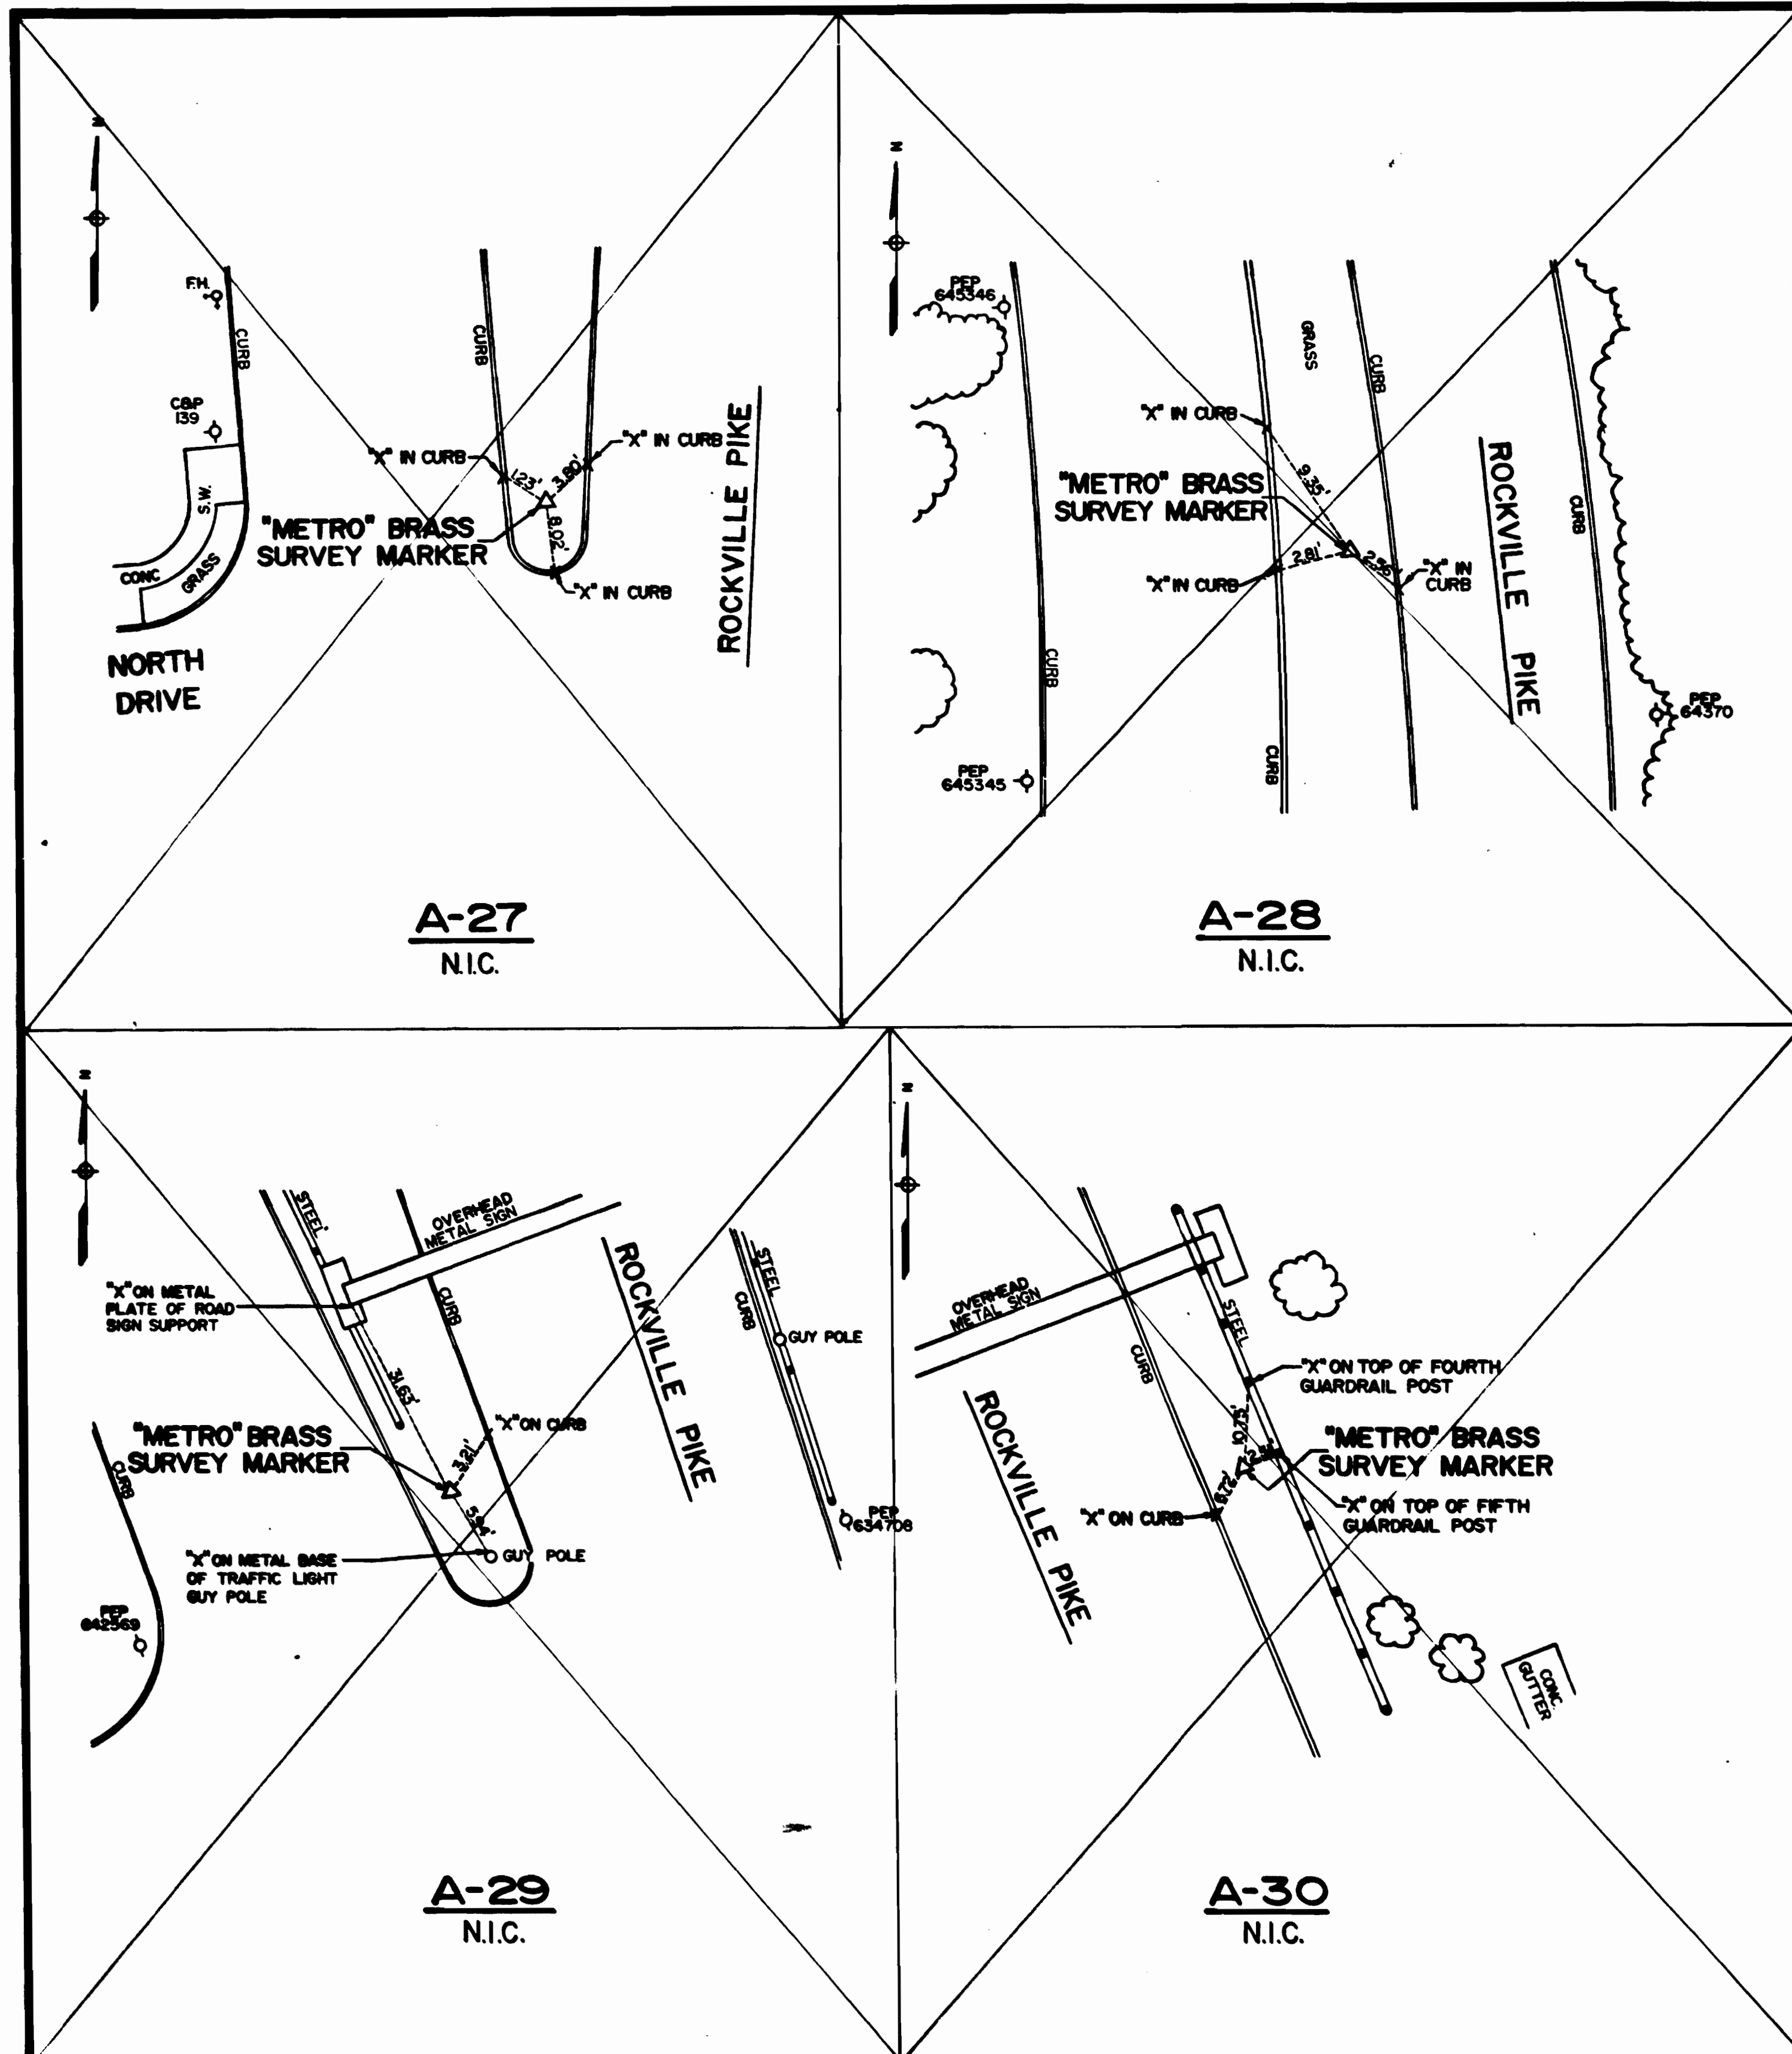 N
F.H.
CURB
C&P
139
S.W.
CONC
GRASS
NORTH
DRIVE
CURB
"X" IN CURB
"X" IN CURB
1.23'
3.80'
8.02'
"METRO" BRASS
SURVEY MARKER
"X" IN CURB
ROCKVILLE PIKE
A-27
N.I.C.
N
PEP
645346
GRASS
CURB
"X" IN CURB
9.35'
"METRO" BRASS
SURVEY MARKER
2.81'
2.56'
"X" IN CURB
"X" IN
CURB
CURB
ROCKVILLE PIKE
CURB
PEP
64370
CURB
PEP
645345
A-28
N.I.C.
N
STEEL
OVERHEAD
METAL SIGN
"X" ON METAL
PLATE OF ROAD
SIGN SUPPORT
CURB
ROCKVILLE PIKE
STEEL
CURB
GUY POLE
31.63'
"X" ON CURB
3.21'
"METRO" BRASS
SURVEY MARKER
CURB
PEP
634708
"X" ON METAL BASE
OF TRAFFIC LIGHT
GUY POLE
GUY POLE
PEP
642569
A-29
N.I.C.
N
OVERHEAD
METAL SIGN
STEEL
CURB
"X" ON TOP OF FOURTH
GUARDRAIL POST
ROCKVILLE PIKE
10.75'
"METRO" BRASS
SURVEY MARKER
6.72'
"X" ON CURB
"X" ON TOP OF FIFTH
GUARDRAIL POST
CONC.
GUTTER
A-30
N.I.C.